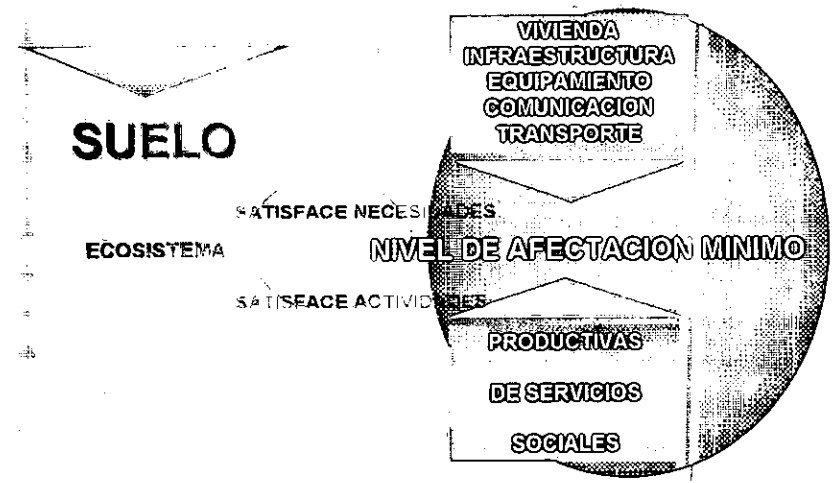 VIVIENDA
INFRAESTRUCTURA
EQUIPAMIENTO
COMUNICACION
TRANSPORTE
SUELO
SATISFACE NECESIDADES
ECOSISTEMA
NIVEL DE AFECTACION MINIMO
SATISFACE ACTIVIDADES
PRODUCTIVAS
DE SERVICIOS
SOCIALES